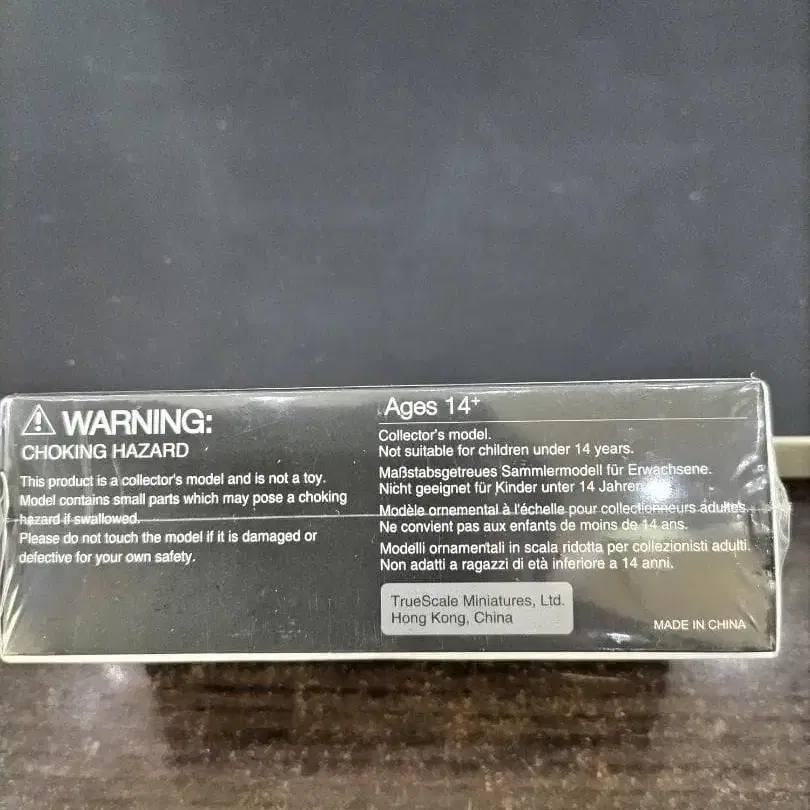 WARNING:
CHOKING HAZARD
This product is a collector's model and is not a toy.
Model contains small parts which may pose a choking
hazard if swallowed.
Please do not touch the model if it is damaged or
defective for your own safety.
Ages 14+
Collector's model.
Not suitable for children under 14 years.
Maßstabsgetreues Sammlermodell für Erwachsene.
Nicht geeignet für Kinder unter 14 Jahren
Modèle ornemental à l'échelle pour collectionneurs adultes.
Ne convient pas aux enfants de moins de 14 ans.
Modelli ornamentali in scala ridotta per collezionisti adulti.
Non adatti a ragazzi di età inferiore a 14 anni.
TrueScale Miniatures, Ltd.
Hong Kong, China
MADE IN CHINA